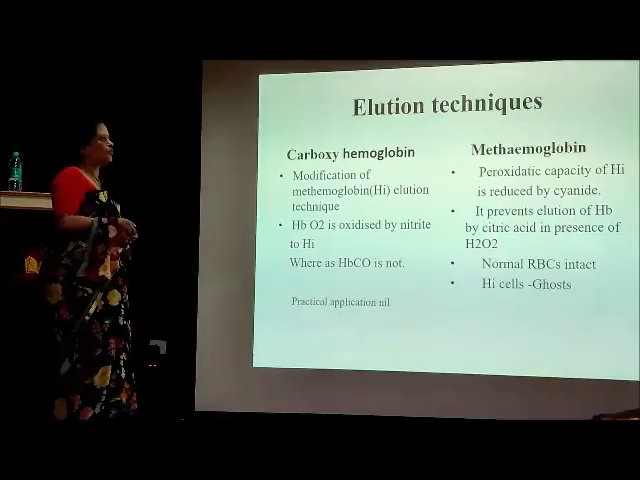 Elution techniques
Carboxy hemoglobin
• Modification of
methemoglobin(Hi) elution
technique
• Hb O2 is oxidised by nitrite
to Hi
Where as HbCO is not.
Practical application nil
Methaemoglobin
• Peroxidatic capacity of Hi
is reduced by cyanide.
• It prevents elution of Hb
by citric acid in presence of
H2O2
• Normal RBCs intact
• Hi cells -Ghosts